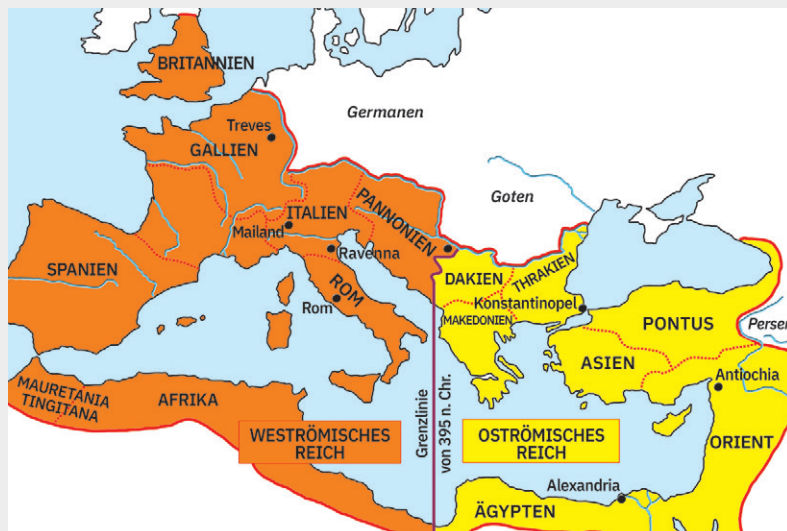 BRITANNIEN
Germanen
Treves
GALLIEN
Goten
PANNONIEN
ITALIEN
Mailand
Ravenna
SPANIEN
ROM
Rom
DAKIEN
THRAKIEN
Konstantinopel
MAKEDONIEN
PONTUS
Perser
ASIEN
Antiochia
MAURETANIA
TINGITANA
AFRIKA
WESTRÖMISCHES
REICH
Grenzlinie
von 395 n. Chr.
OSTRÖMISCHES
REICH
ORIENT
Alexandria
ÄGYPTEN